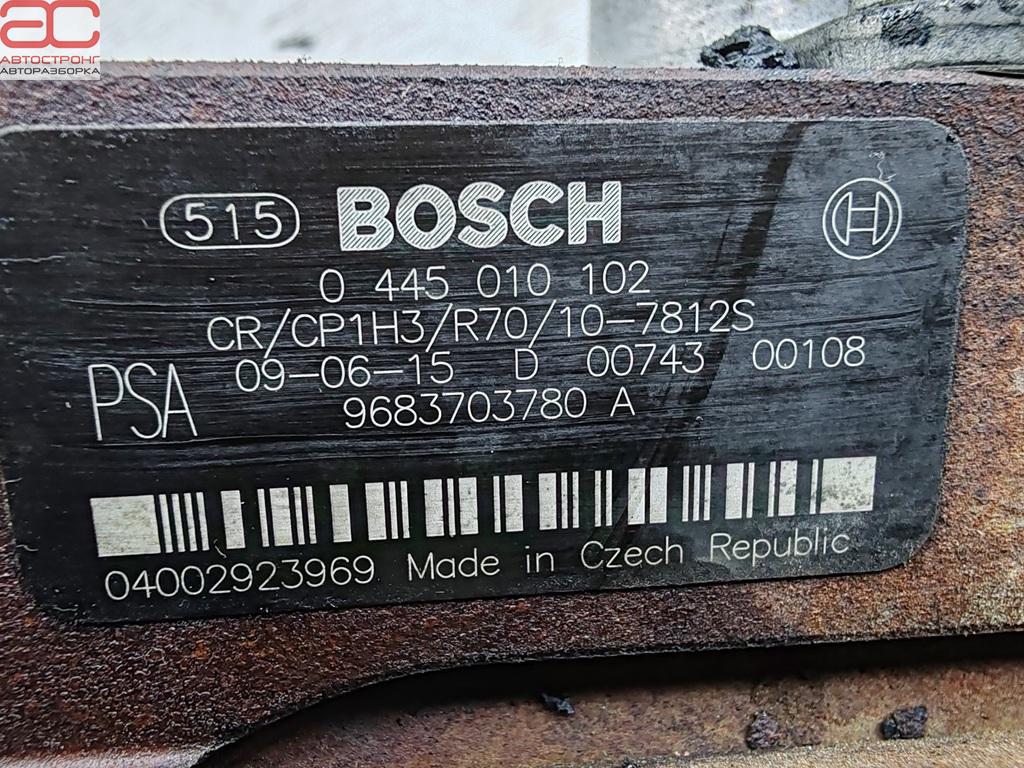 АС
АВТОСТРОНГ
АВТОРАЗБОРКА
515 BOSCH H
0 445 010 102
CR/CP1H3/R70/10-7812S
PSA 09-06-15 D 00743 00108
9683703780 A
04002923969 Made in Czech Republic